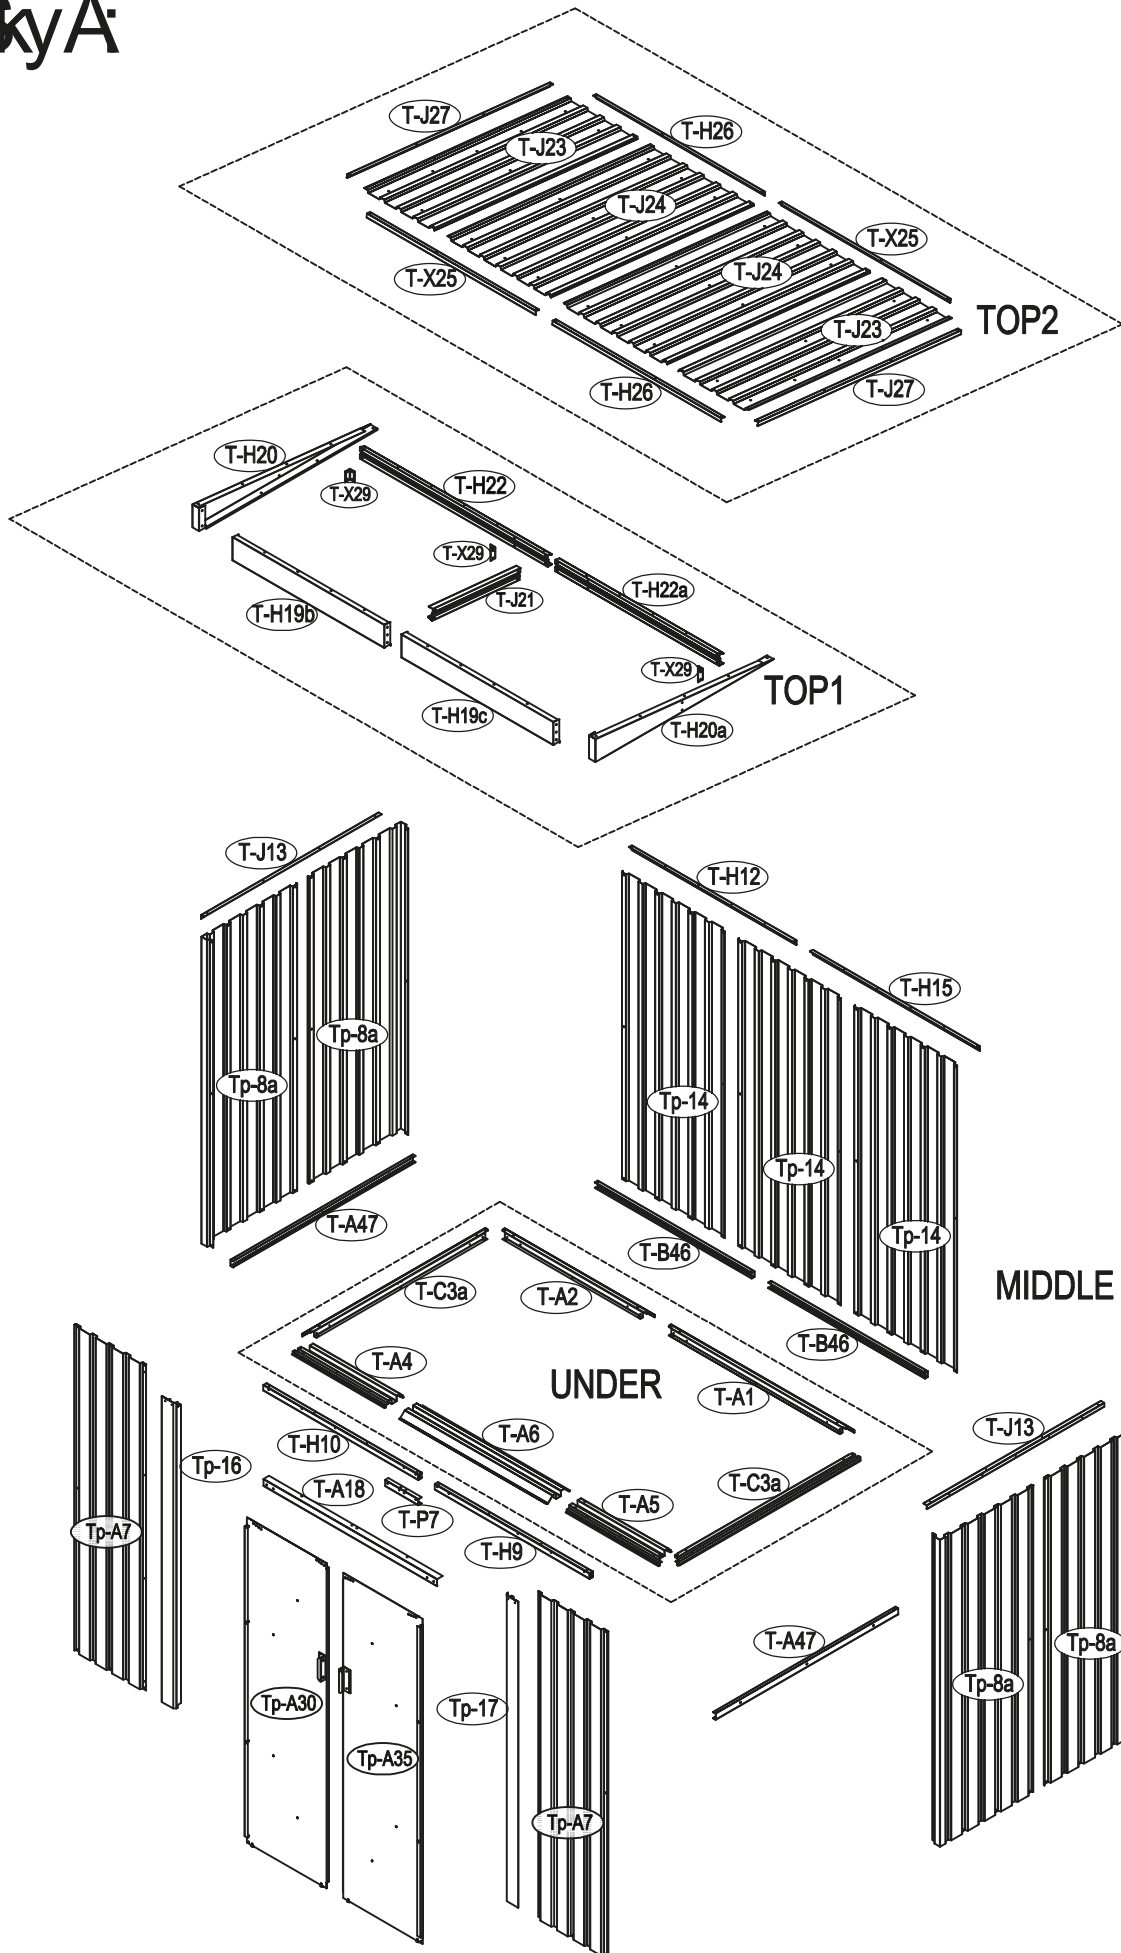 T-J27
T-H26
T-J23
T-J24
T-X25
T-X25
T-J24
TOP2
T-J23
T-H26
T-J27
T-H20
T-H22
T-X29
T-X29
T-H22a
T-J21
T-H19b
T-X29
TOP1
T-H19c
T-H20a
T-J13
T-H12
T-H15
Tp-8a
Tp-8a
Tp-14
Tp-14
Tp-14
T-A47
T-B46
MIDDLE
T-C3a
T-A2
T-B46
T-A4
UNDER
T-A1
T-J13
T-A6
T-H10
Tp-16
T-A18
T-C3a
T-A5
T-P7
Tp-A7
T-H9
T-A47
Tp-8a
Tp-8a
Tp-A30
Tp-17
Tp-A35
Tp-A7